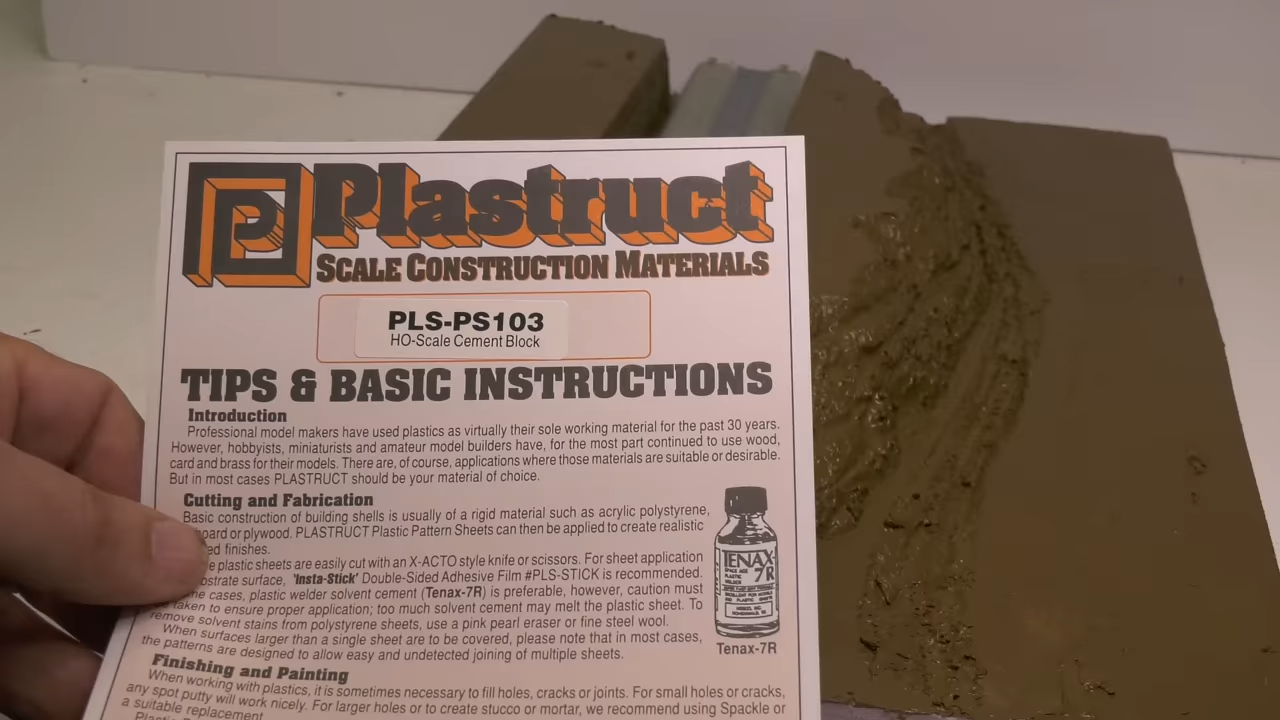 Plastruct
SCALE CONSTRUCTION MATERIALS
PLS-PS103
HO-Scale Cement Block
TIPS & BASIC INSTRUCTIONS
Introduction
Professional model makers have used plastics as virtually their sole working material for the past 30 years.
However, hobbyists, miniaturists and amateur model builders have, for the most part continued to use wood,
card and brass for their models. There are, of course, applications where those materials are suitable or desirable.
But in most cases PLASTRUCT should be your material of choice.
Cutting and Fabrication
Basic construction of building shells is usually of a rigid material such as acrylic polystyrene,
or plywood. PLASTRUCT Plastic Pattern Sheets can then be applied to create realistic
finishes.
plastic sheets are easily cut with an X-ACTO style knife or scissors. For sheet application
surface, 'Insta-Stick' Double-Sided Adhesive Film #PLS-STICK is recommended.
cases, plastic welder solvent cement (Tenax-7R) is preferable, however, caution must
taken to ensure proper application; too much solvent cement may melt the plastic sheet. To
remove solvent stains from polystyrene sheets, use a pink pearl eraser or fine steel wool.
When surfaces larger than a single sheet are to be covered, please note that in most cases,
the patterns are designed to allow easy and undetected joining of multiple sheets.
TENAX-
7R
SPACE AGE
PLASTIC
WELDER
Tenax-7R
Finishing and Painting
When working with plastics, it is sometimes necessary to fill holes, cracks or joints. For small holes or cracks,
any spot putty will work nicely. For larger holes or to create stucco or mortar, we recommend using Spackle or
a suitable replacement.